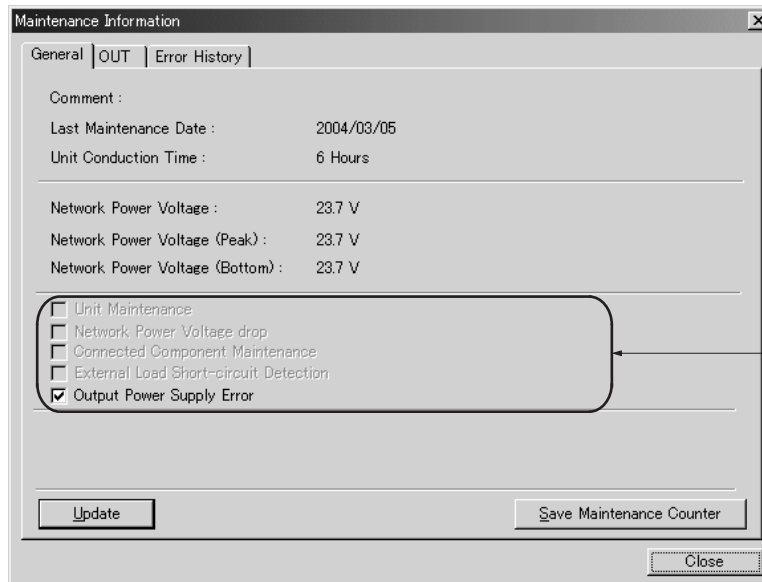 Maintenance Information
General OUT Error History
Comment :
Last Maintenance Date : 2004/03/05
Unit Conduction Time : 6 Hours
Network Power Voltage : 23.7 V
Network Power Voltage (Peak) : 23.7 V
Network Power Voltage (Bottom) : 23.7 V
Unit Maintenance
Network Power Voltage drop
Connected Component Maintenance
External Load Short-circuit Detection
Output Power Supply Error
Update Save Maintenance Counter
Close